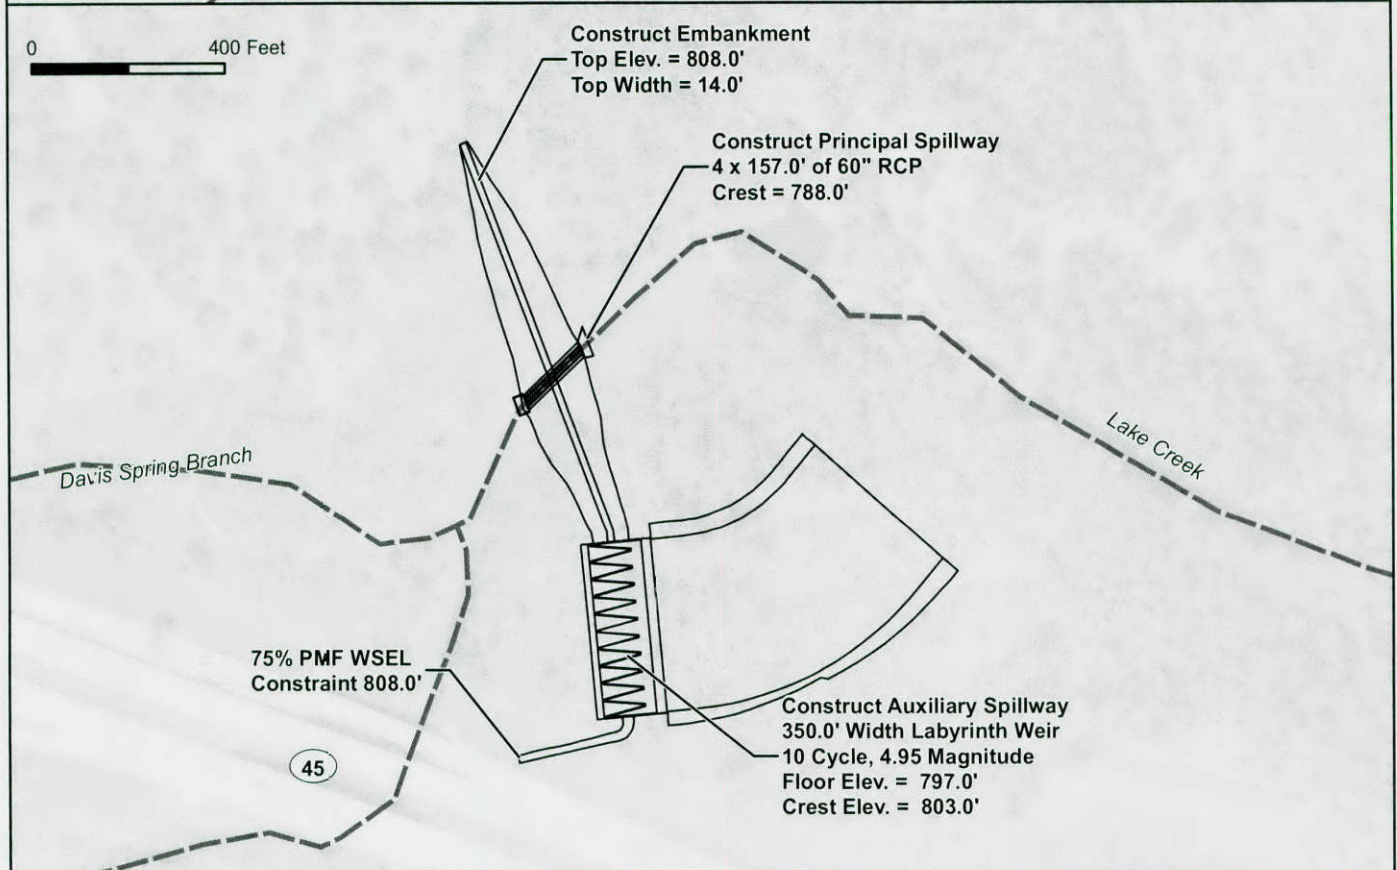 0 400 Feet
Construct Embankment
Top Elev. = 808.0'
Top Width = 14.0'
Construct Principal Spillway
4 x 157.0' of 60" RCP
Crest = 788.0'
Lake Creek
Davis Spring Branch
75% PMF WSEL
Constraint 808.0'
45
Construct Auxiliary Spillway
350.0' Width Labyrinth Weir
10 Cycle, 4.95 Magnitude
Floor Elev. = 797.0'
Crest Elev. = 803.0'